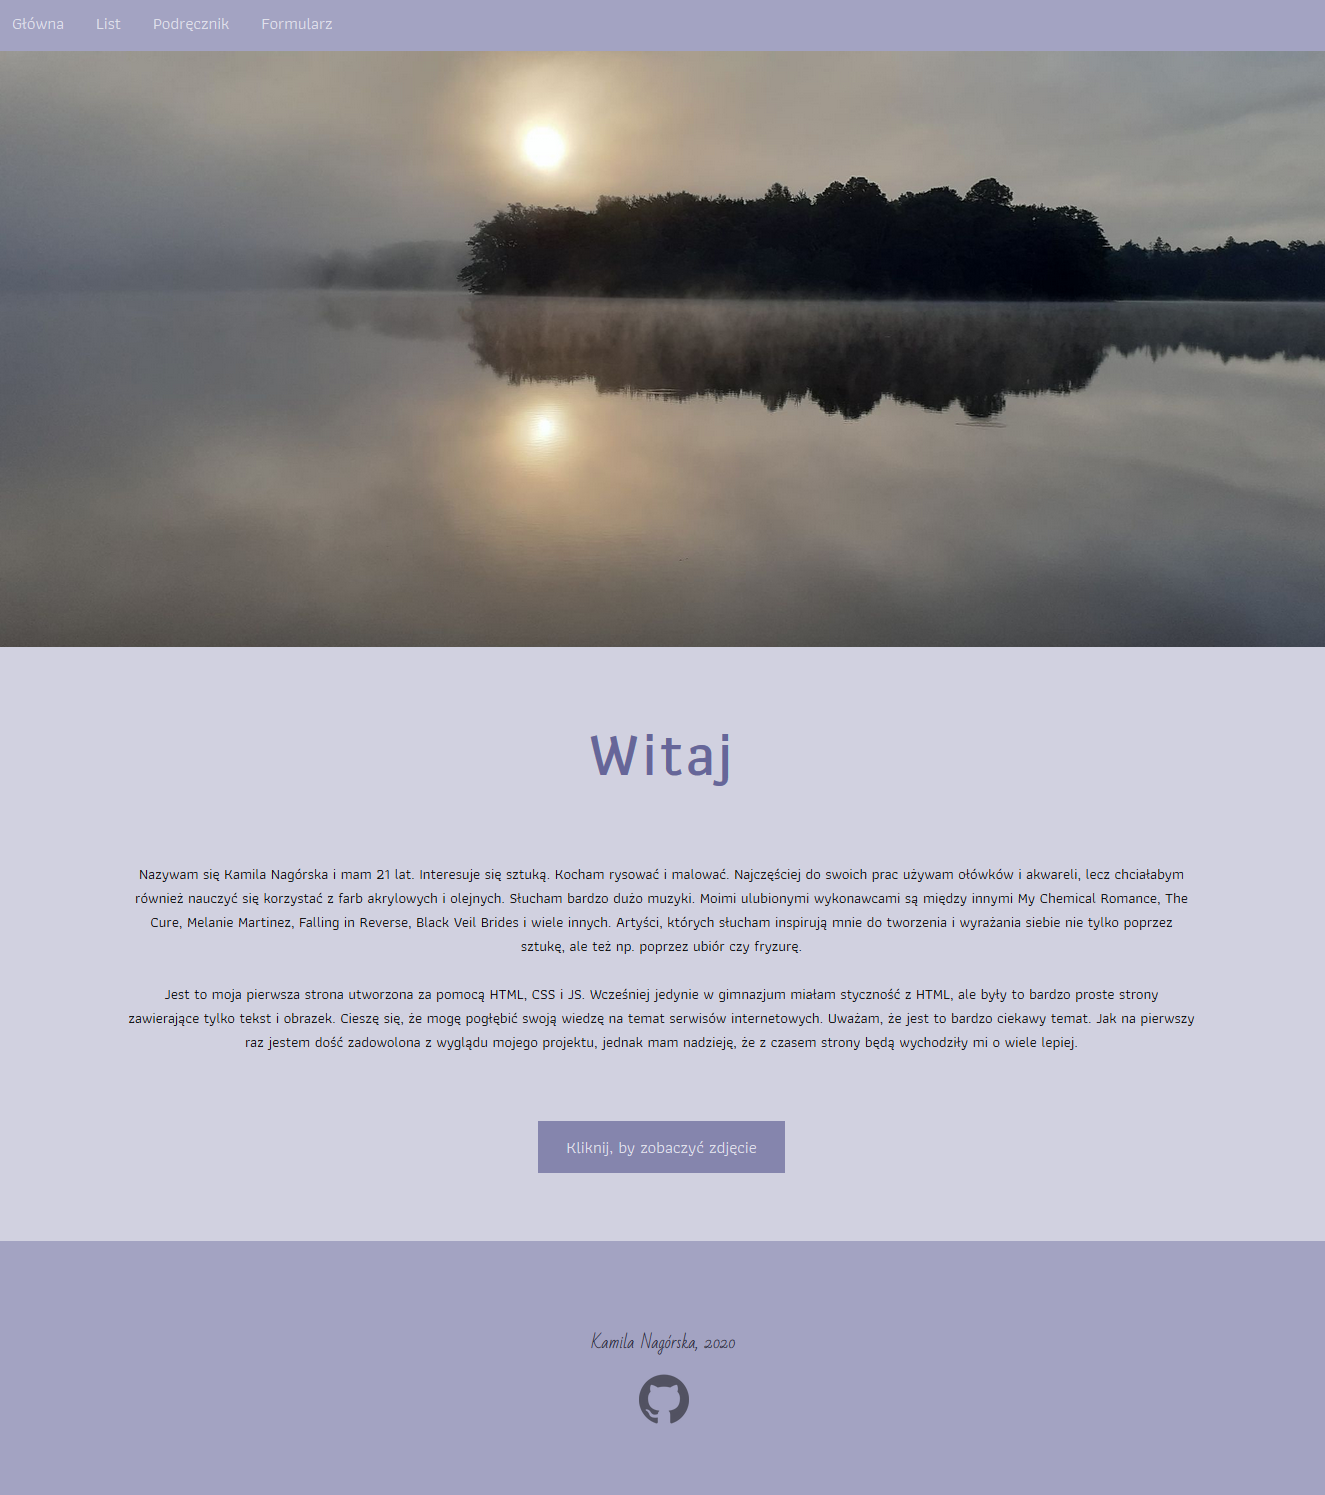 Główna List Podręcznik Formularz
Witaj
Nazywam się Kamila Nagórska i mam 21 lat. Interesuje się sztuką. Kocham rysować i malować. Najczęściej do swoich prac używam ołówków i akwareli, lecz chciałabym
również nauczyć się korzystać z farb akrylowych i olejnych. Słucham bardzo dużo muzyki. Moimi ulubionymi wykonawcami są między innymi My Chemical Romance, The
Cure, Melanie Martinez, Falling in Reverse, Black Veil Brides i wiele innych. Artyści, których słucham inspirują mnie do tworzenia i wyrażania siebie nie tylko poprzez
sztukę, ale też np. poprzez ubiór czy fryzurę.
Jest to moja pierwsza strona utworzona za pomocą HTML, CSS i JS. Wcześniej jedynie w gimnazjum miałam styczność z HTML, ale były to bardzo proste strony
zawierające tylko tekst i obrazek. Cieszę się, że mogę pogłębić swoją wiedzę na temat serwisów internetowych. Uważam, że jest to bardzo ciekawy temat. Jak na pierwszy
raz jestem dość zadowolona z wyglądu mojego projektu, jednak mam nadzieję, że z czasem strony będą wychodziły mi o wiele lepiej.
Kliknij, by zobaczyć zdjęcie
Kamila Nagórska, 2020